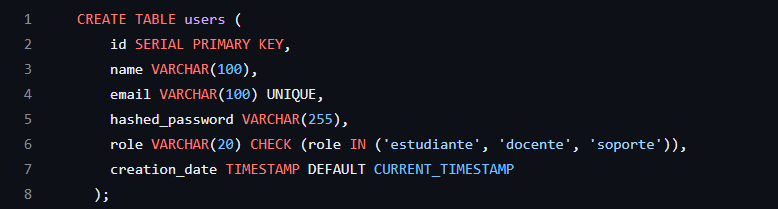 1 CREATE TABLE users (
2 id SERIAL PRIMARY KEY,
3 name VARCHAR(100),
4 email VARCHAR(100) UNIQUE,
5 hashed_password VARCHAR(255),
6 role VARCHAR(20) CHECK (role IN ('estudiante', 'docente', 'soporte')),
7 creation_date TIMESTAMP DEFAULT CURRENT_TIMESTAMP
8 );